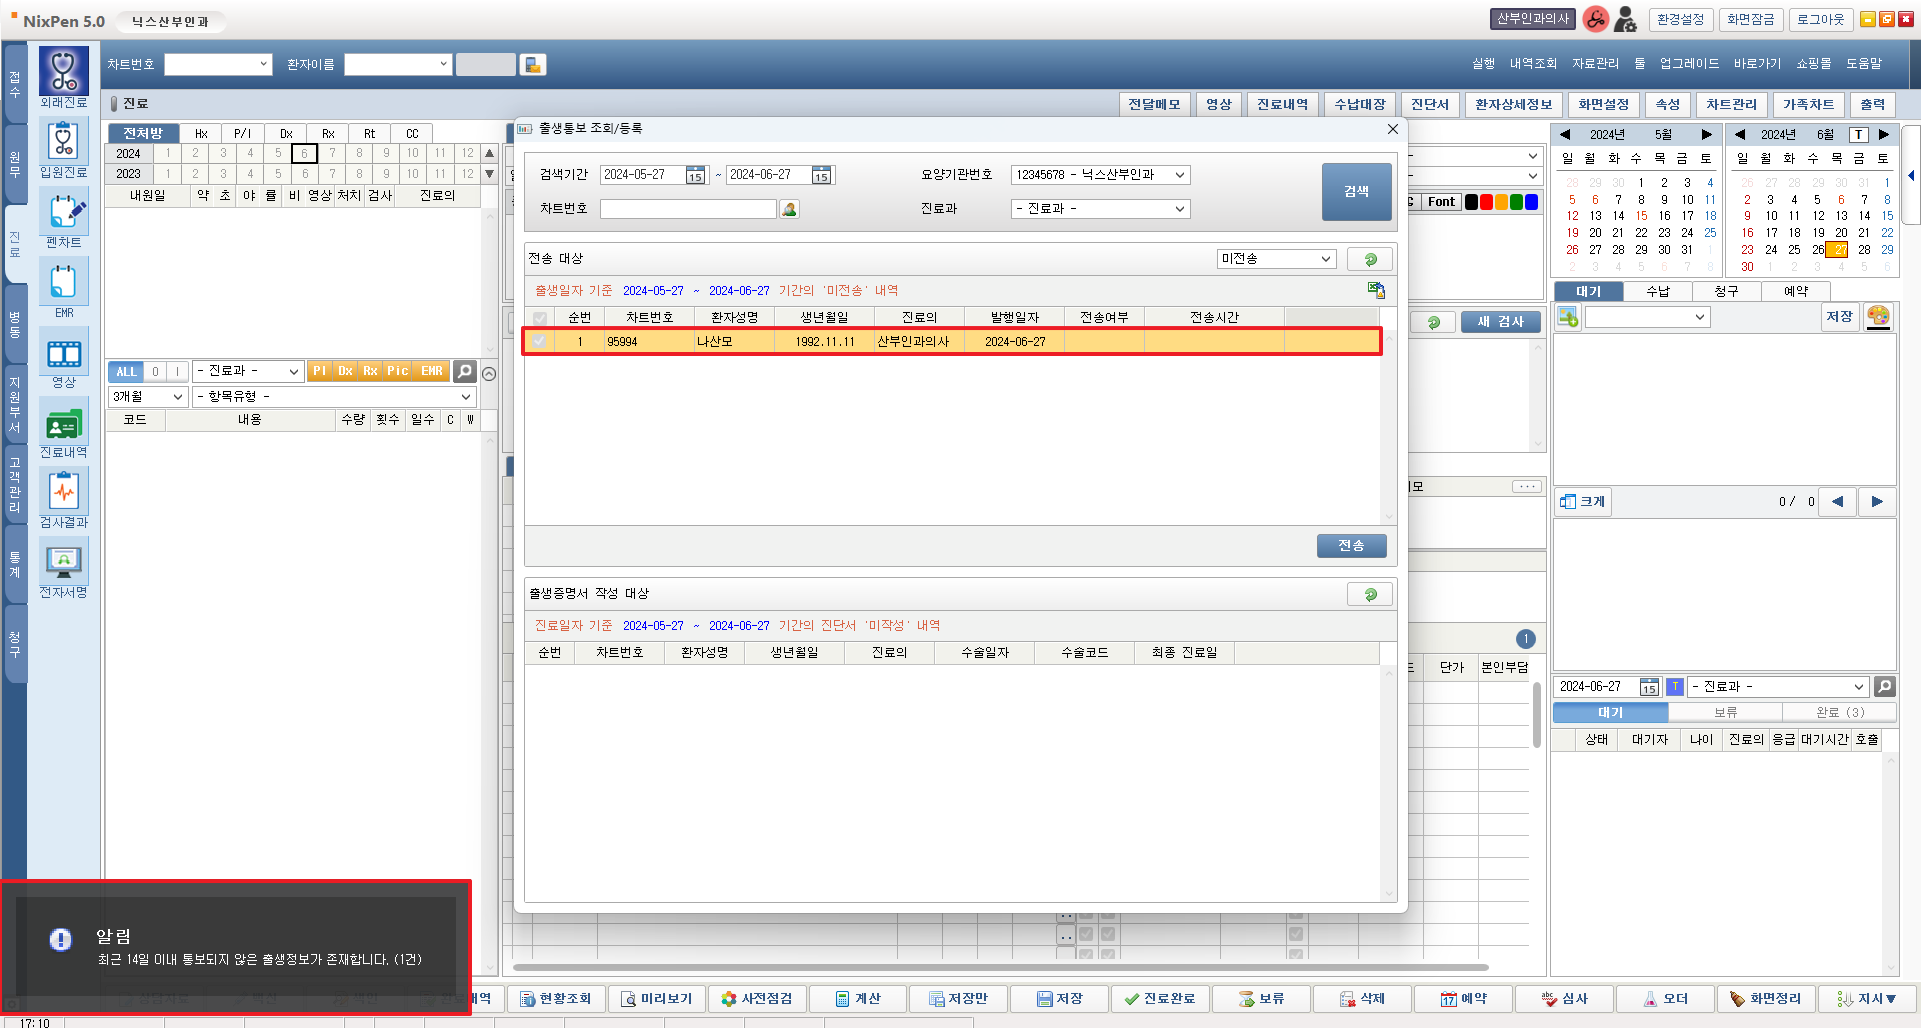 NixPen 5.0 닉스산부인과 산부인과의사 환경설정 화면잠금 로그아웃
차트번호 환자이름 실행 내역조회 자료관리 툴 업그레이드 바로가기 쇼핑몰 도움말
진료 전달메모 영상 진료내역 수납대장 진단서 환자상세정보 화면설정 속성 차트관리 가족차트 출력
접수
원무
진료
병동
지원부서
고객관리
통계
청구
외래진료
입원진료
펜차트
EMR
영상
진료내역
검사결과
전자서명
전처방 Hx P/I Dx Rx Rt CC
2024 1 2 3 4 5 6 7 8 9 10 11 12
2023 1 2 3 4 5 6 7 8 9 10 11 12
내원일 약 초 야 률 비 영상 처치 검사 진료의
ALL O I - 진료과 - PI Dx Rx Pic EMR
3개월 - 항목유형 -
코드 내용 수량 횟수 일수 C W
출생통보 조회/등록
검색기간 2024-05-27 15 ~ 2024-06-27 15 요양기관번호 12345678 - 닉스산부인과 검색
차트번호 진료과 - 진료과 -
전송 대상 미전송
출생일자 기준 2024-05-27 ~ 2024-06-27 기간의 '미전송' 내역
순번 차트번호 환자성명 생년월일 진료의 발행일자 전송여부 전송시간
1 95994 나산모 1992.11.11 산부인과의사 2024-06-27
전송
출생증명서 작성 대상
진료일자 기준 2024-05-27 ~ 2024-06-27 기간의 진단서 '미작성' 내역
순번 차트번호 환자성명 생년월일 진료의 수술일자 수술코드 최종 진료일
Font
새 검사
모 ...
1
단가 본인부담
2024년 5월
일 월 화 수 목 금 토
28 29 30 1 2 3 4
5 6 7 8 9 10 11
12 13 14 15 16 17 18
19 20 21 22 23 24 25
26 27 28 29 30 31 1
2 3 4 5 6 7 8
2024년 6월 T
일 월 화 수 목 금 토
26 27 28 29 30 31 1
2 3 4 5 6 7 8
9 10 11 12 13 14 15
16 17 18 19 20 21 22
23 24 25 26 27 28 29
30 1 2 3 4 5 6
대기 수납 청구 예약
저장
크게 0 / 0
2024-06-27 15 T - 진료과 -
대기 보류 완료 (3)
상태 대기자 나이 진료의 응급 대기시간 호출
알림
최근 14일 이내 통보되지 않은 출생정보가 존재합니다. (1건)
내역 현황조회 미리보기 사전점검 계산 저장만 저장 진료완료 보류 삭제 예약 심사 오더 화면정리 지시▼
17:10